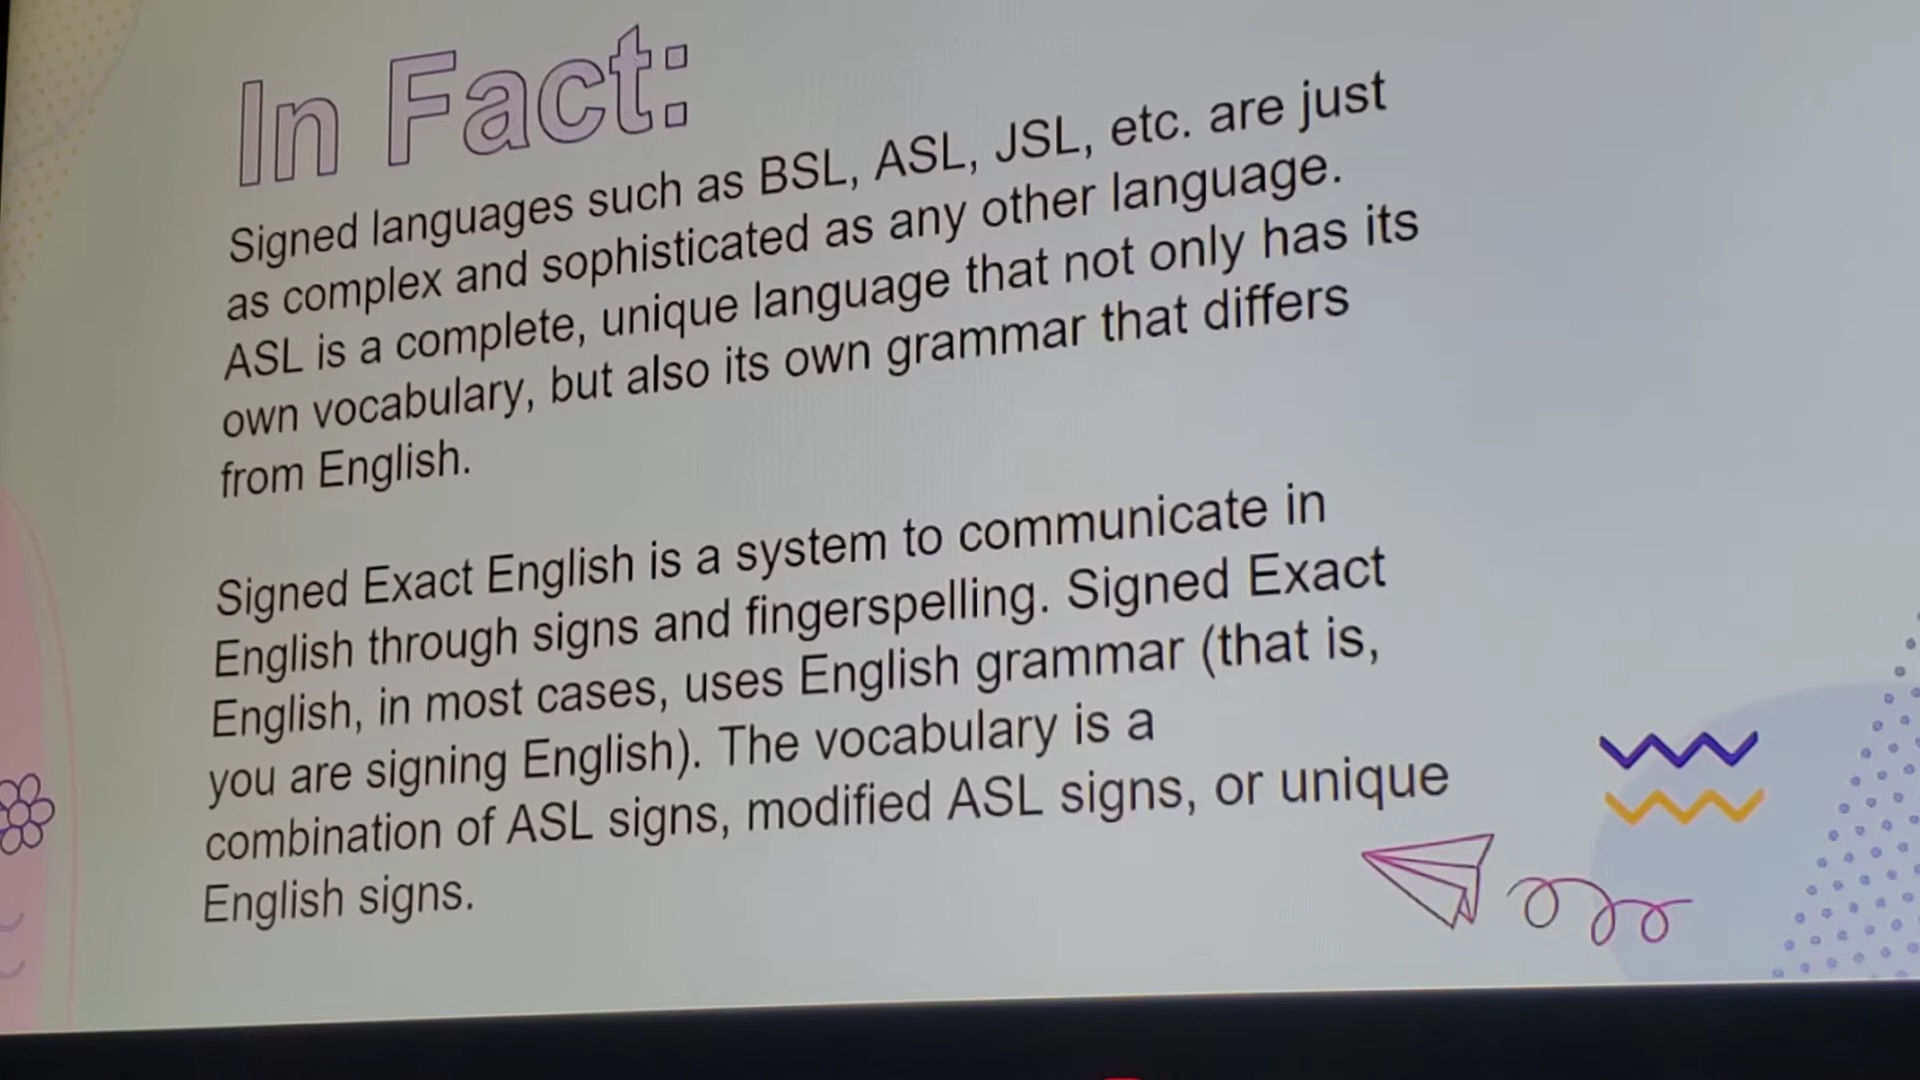 In Fact:
Signed languages such as BSL, ASL, JSL, etc. are just
as complex and sophisticated as any other language.
ASL is a complete, unique language that not only has its
own vocabulary, but also its own grammar that differs
from English.
Signed Exact English is a system to communicate in
English through signs and fingerspelling. Signed Exact
English, in most cases, uses English grammar (that is,
you are signing English). The vocabulary is a
combination of ASL signs, modified ASL signs, or unique
English signs.